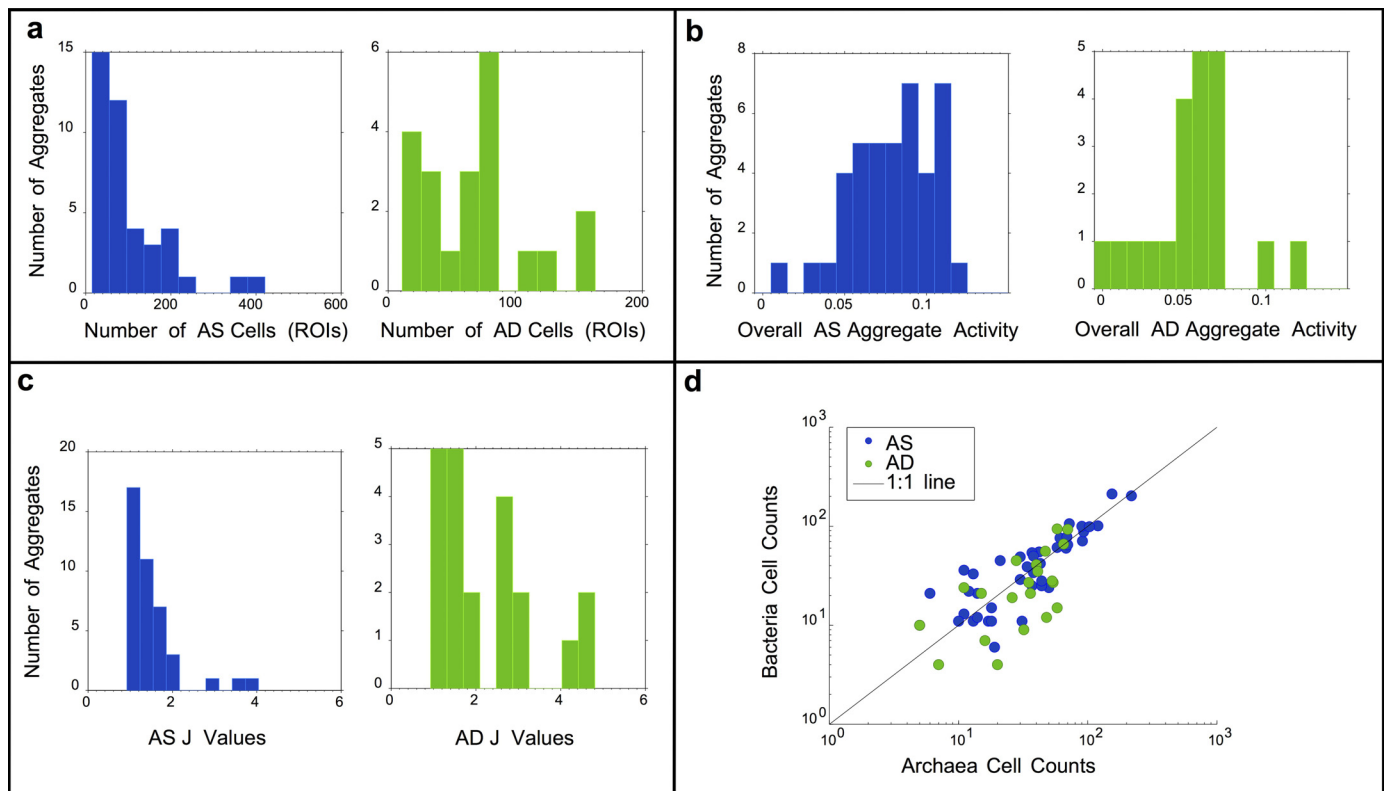 a
15
10
5
0
Number of Aggregates
0 200 400 600
Number of AS Cells (ROIs)
6
4
2
0
100 200
Number of AD Cells (ROIs)
b
8
6
4
2
0
Number of Aggregates
0 0.05 0.1
Overall AS Aggregate Activity
5
4
3
2
1
0
0 0.05 0.1
Overall AD Aggregate Activity
c
20
15
10
5
0
Number of Aggregates
0 2 4 6
AS J Values
5
4
3
2
1
0
0 2 4 6
AD J Values
d
10³
10²
10¹
10⁰
Bacteria Cell Counts
AS
AD
1:1 line
10⁰ 10¹ 10² 10³
Archaea Cell Counts